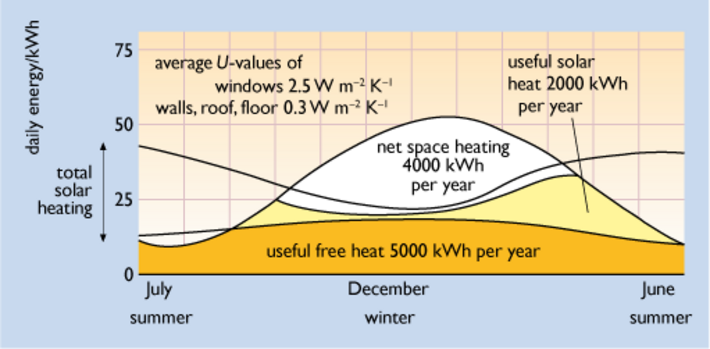 daily energy/kWh
75
50
25
0
total
solar
heating
average U-values of
windows 2.5 W m⁻² K⁻¹
walls, roof, floor 0.3 W m⁻² K⁻¹
useful solar
heat 2000 kWh
per year
net space heating
4000 kWh
per year
useful free heat 5000 kWh per year
July
summer
December
winter
June
summer